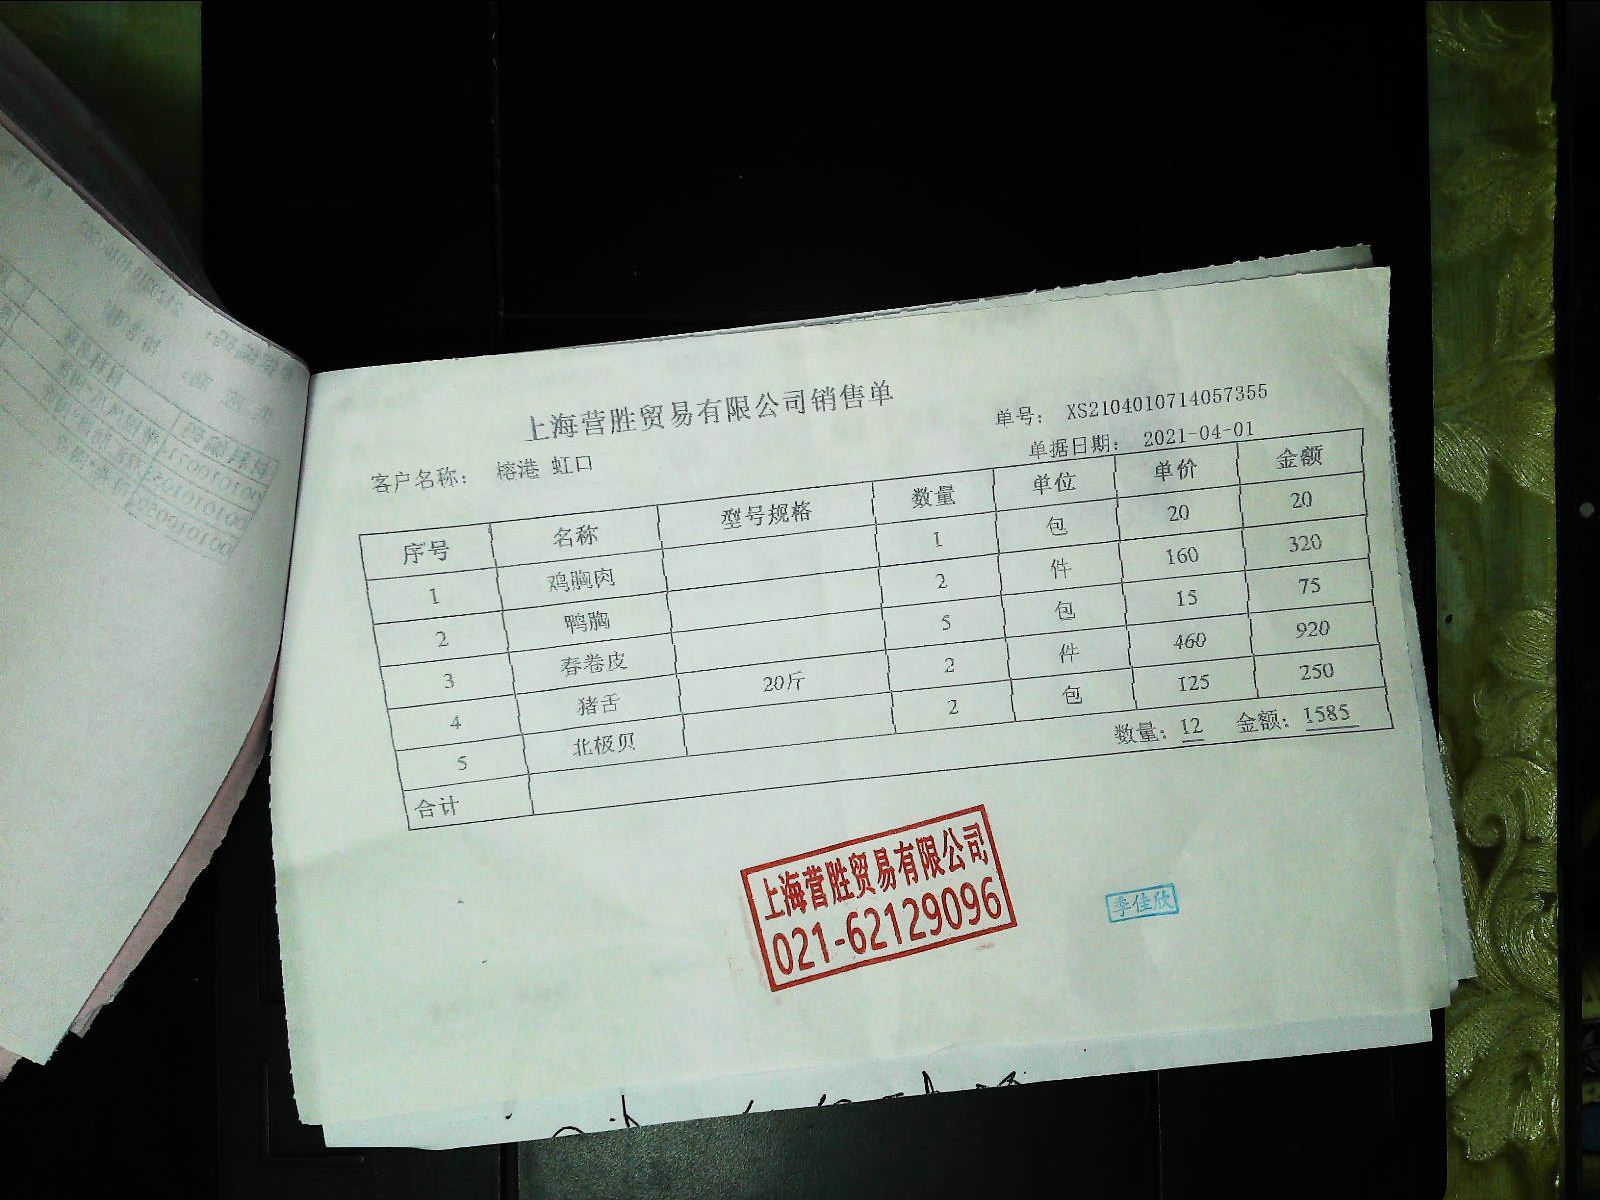 上海营胜贸易有限公司销售单
单号： XS2104010714057355
客户名称： 榕港 虹口
单据日期： 2021-04-01
序号 名称 型号规格 数量 单位 单价 金额
1 鸡胸肉 1 包 20 20
2 鸭胸 2 件 160 320
3 春卷皮 5 包 15 75
4 猪舌 20斤 2 件 460 920
5 北极贝 2 包 125 250
合计 数量：12 金额：1585
上海营胜贸易有限公司
021-62129096
季佳欣